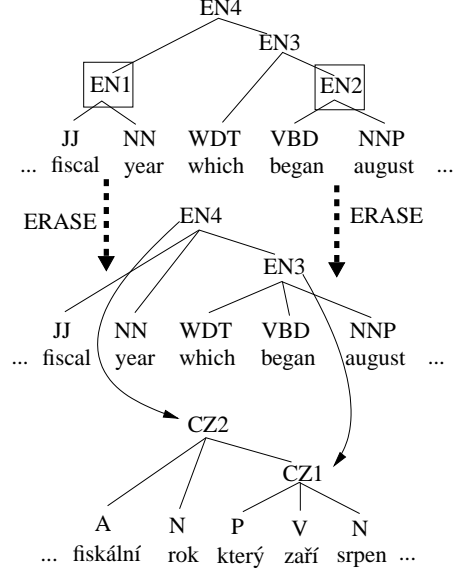 EN4
EN3
EN1 EN2
JJ NN WDT VBD NNP
... fiscal year which began august ...
ERASE EN4 ERASE
EN3
JJ NN WDT VBD NNP
... fiscal year which began august ...
CZ2
CZ1
A N P V N
... fiskální rok který zaří srpen ...